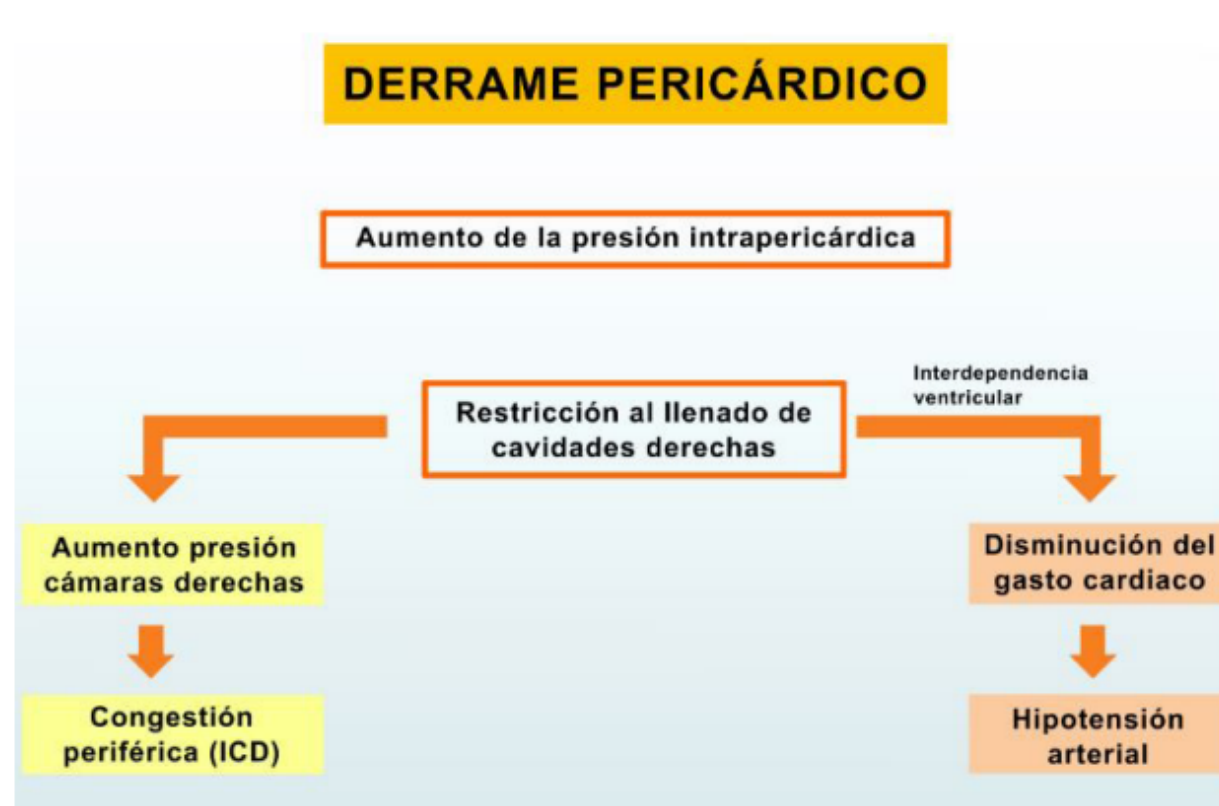 DERRAME PERICÁRDICO
Aumento de la presión intrapericárdica
Interdependencia
ventricular
Restricción al llenado de
cavidades derechas
Aumento presión
cámaras derechas
Disminución del
gasto cardiaco
Congestión
periférica (ICD)
Hipotensión
arterial